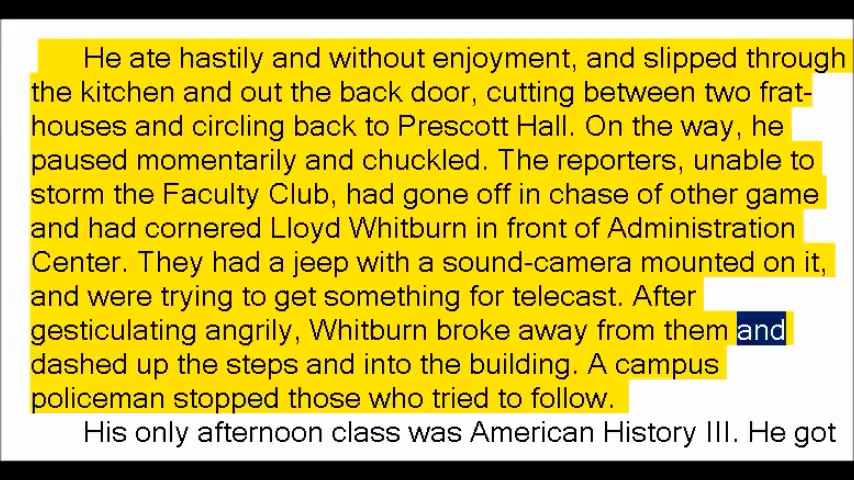 He ate hastily and without enjoyment, and slipped through
the kitchen and out the back door, cutting between two frat-
houses and circling back to Prescott Hall. On the way, he
paused momentarily and chuckled. The reporters, unable to
storm the Faculty Club, had gone off in chase of other game
and had cornered Lloyd Whitburn in front of Administration
Center. They had a jeep with a sound-camera mounted on it,
and were trying to get something for telecast. After
gesticulating angrily, Whitburn broke away from them and
dashed up the steps and into the building. A campus
policeman stopped those who tried to follow.
His only afternoon class was American History III. He got